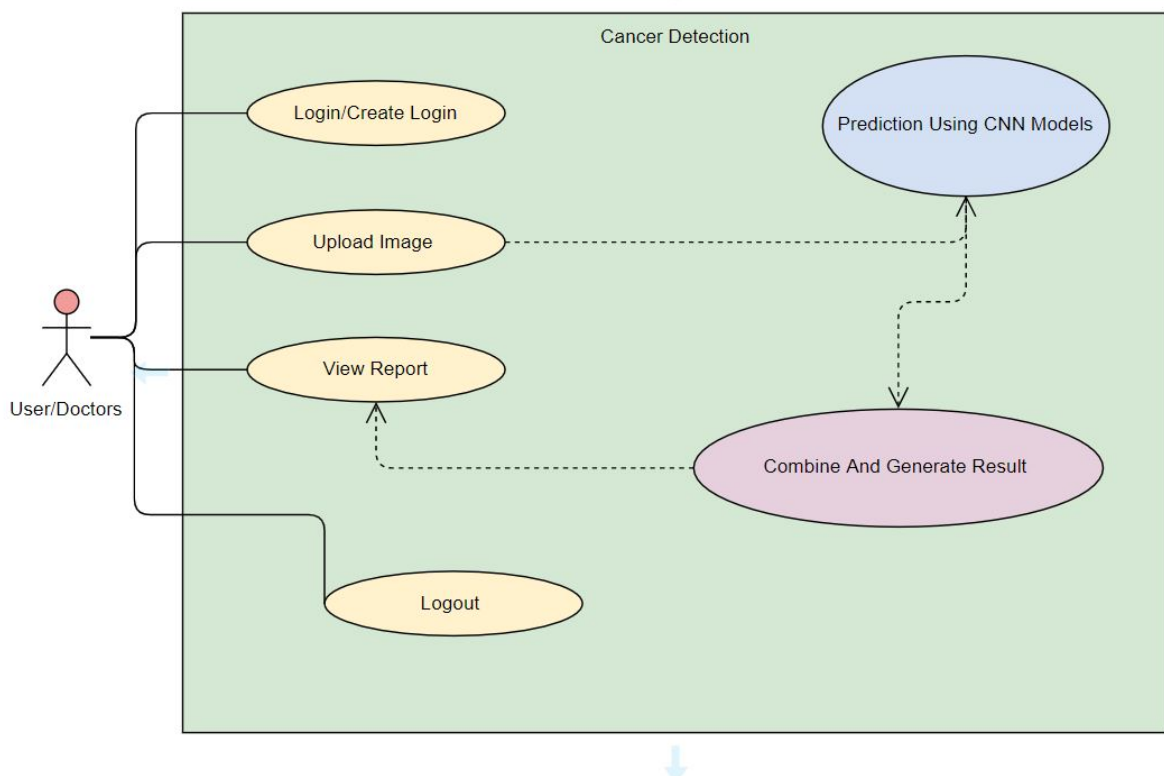 Cancer Detection
Login/Create Login
Prediction Using CNN Models
Upload Image
View Report
User/Doctors
Combine And Generate Result
Logout